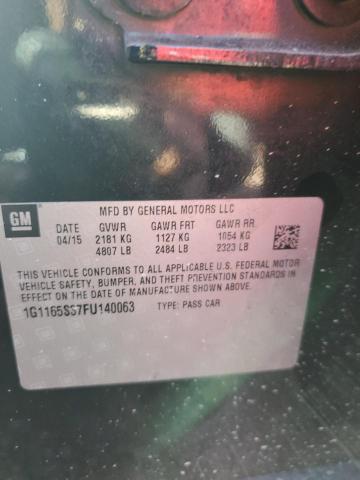 GM
MFD BY GENERAL MOTORS LLC
DATE GVWR GAWR FRT GAWR RR
04/15 2181 KG 1127 KG 1054 KG
4807 LB 2484 LB 2323 LB
THIS VEHICLE CONFORMS TO ALL APPLICABLE U.S. FEDERAL MOTOR
VEHICLE SAFETY, BUMPER, AND THEFT PREVENTION STANDARDS IN
EFFECT ON THE DATE OF MANUFACTURE SHOWN ABOVE.
1G1165SS7FU140063 TYPE: PASS CAR